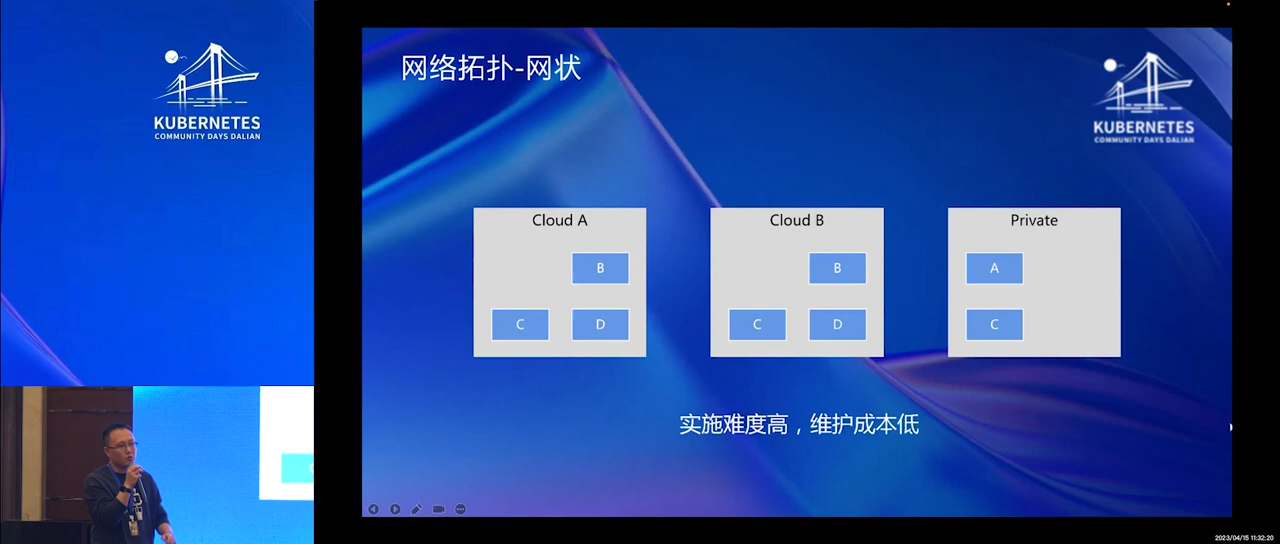 KUBERNETES
COMMUNITY DAYS DALIAN
网络拓扑-网状
KUBERNETES
COMMUNITY DAYS DALIAN
Cloud A
B
C
D
Cloud B
B
C
D
Private
A
C
实施难度高，维护成本低
2023/04/15 11:32:20